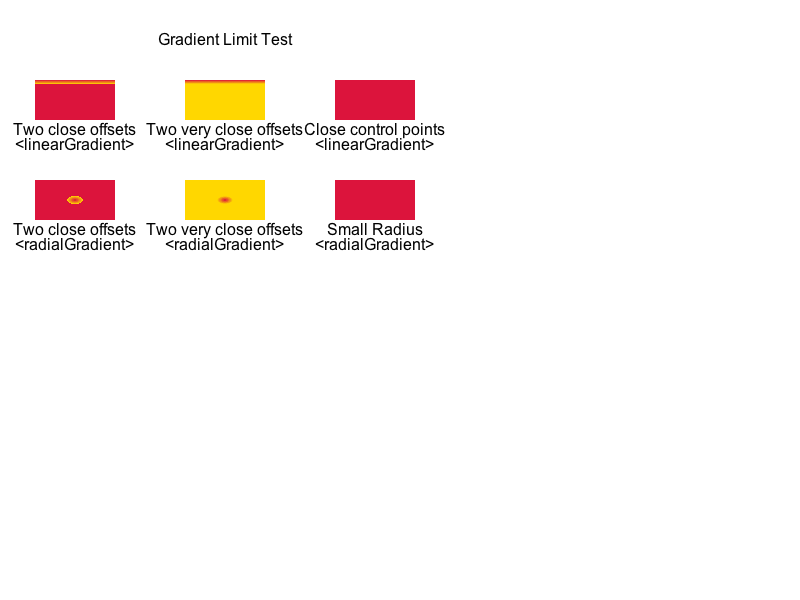 Gradient Limit Test
Two close offsets Two very close offsets Close control points
<linearGradient> <linearGradient> <linearGradient>
Two close offsets Two very close offsets Small Radius
<radialGradient> <radialGradient> <radialGradient>